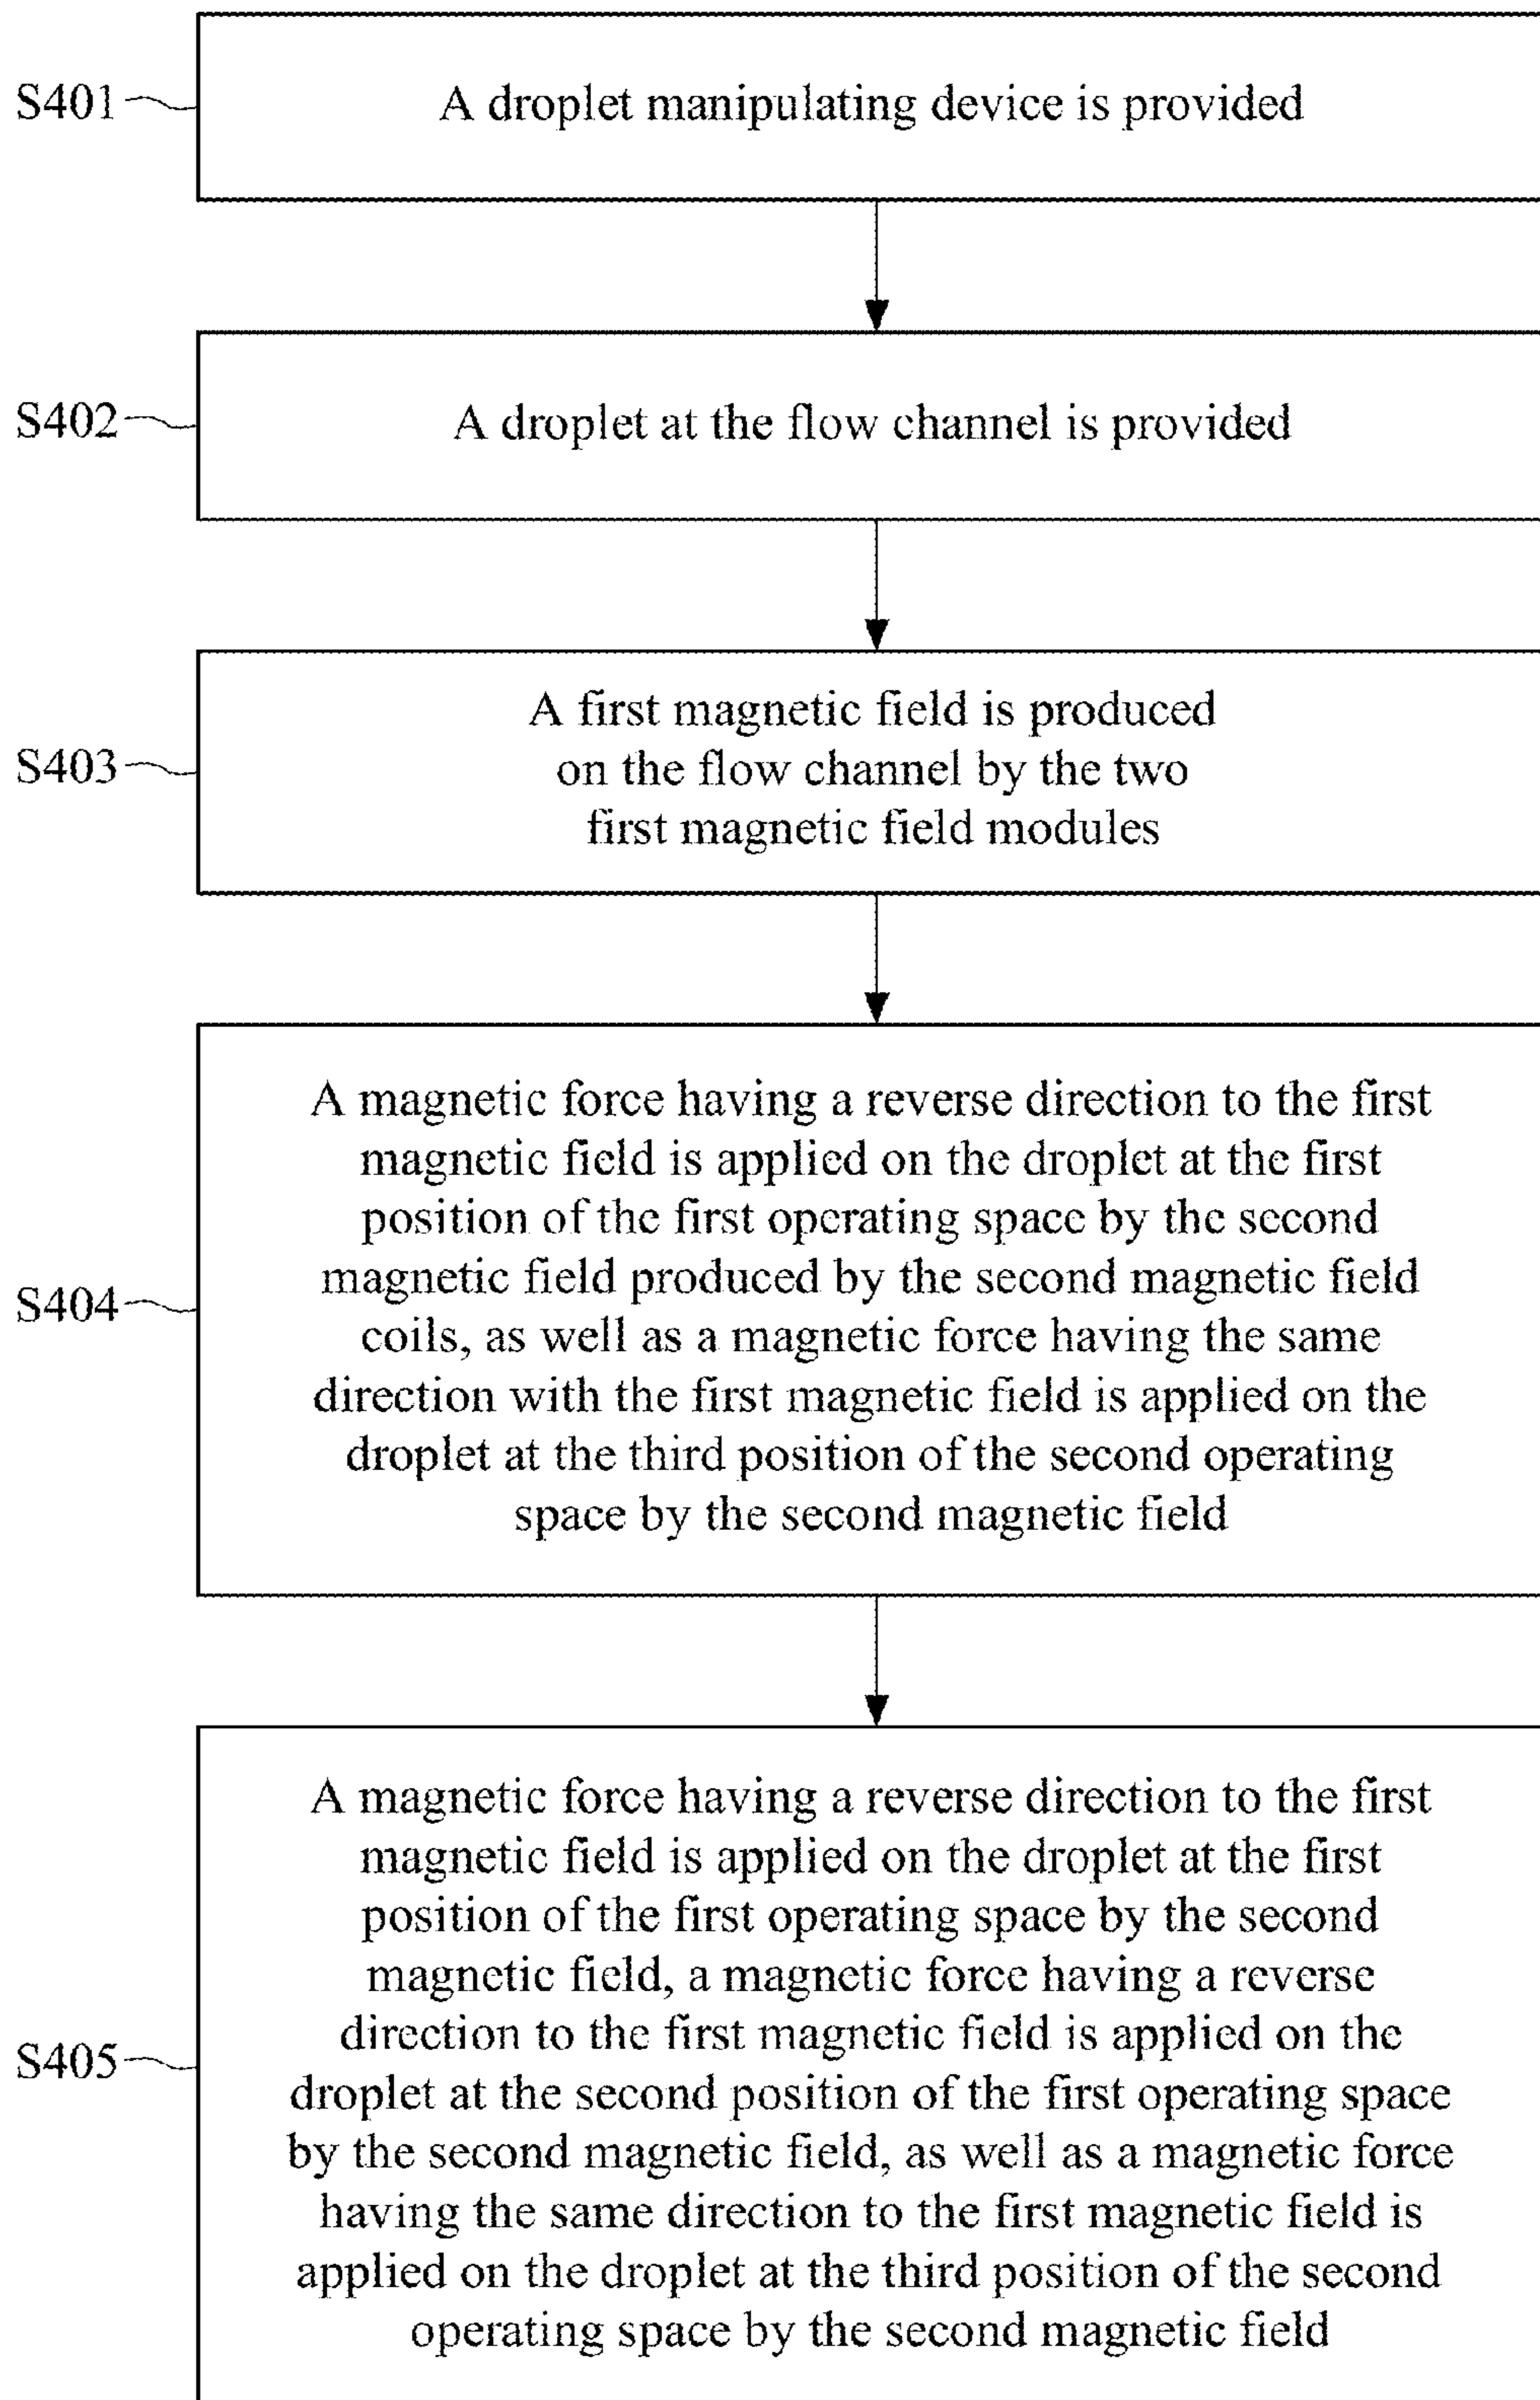 S401
A droplet manipulating device is provided
S402
A droplet at the flow channel is provided
S403
A first magnetic field is produced
on the flow channel by the two
first magnetic field modules
S404
A magnetic force having a reverse direction to the first
magnetic field is applied on the droplet at the first
position of the first operating space by the second
magnetic field produced by the second magnetic field
coils, as well as a magnetic force having the same
direction with the first magnetic field is applied on the
droplet at the third position of the second operating
space by the second magnetic field
S405
A magnetic force having a reverse direction to the first
magnetic field is applied on the droplet at the first
position of the first operating space by the second
magnetic field, a magnetic force having a reverse
direction to the first magnetic field is applied on the
droplet at the second position of the first operating space
by the second magnetic field, as well as a magnetic force
having the same direction to the first magnetic field is
applied on the droplet at the third position of the second
operating space by the second magnetic field